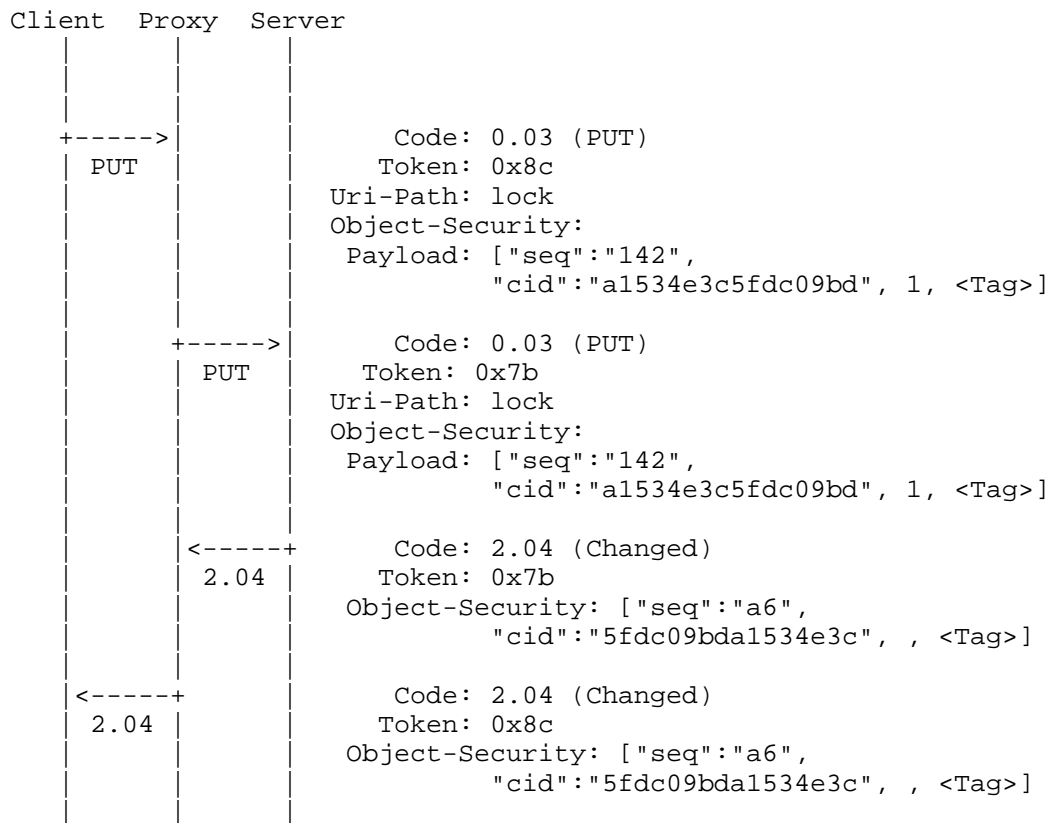 Client  Proxy  Server
   |      |      |
   |      |      |
   |      |      |
   +----->|      |      Code: 0.03 (PUT)
   | PUT  |      |     Token: 0x8c
   |      |      |  Uri-Path: lock
   |      |      |  Object-Security:
   |      |      |   Payload: ["seq":"142",
   |      |      |            "cid":"a1534e3c5fdc09bd", 1, <Tag>]
   |      |      |
   |      +----->|      Code: 0.03 (PUT)
   |      | PUT  |    Token: 0x7b
   |      |      |  Uri-Path: lock
   |      |      |  Object-Security:
   |      |      |   Payload: ["seq":"142",
   |      |      |            "cid":"a1534e3c5fdc09bd", 1, <Tag>]
   |      |      |
   |      |<-----+      Code: 2.04 (Changed)
   |      | 2.04 |     Token: 0x7b
   |      |      |   Object-Security: ["seq":"a6",
   |      |      |            "cid":"5fdc09bda1534e3c", , <Tag>]
   |      |      |
   |<-----+      |      Code: 2.04 (Changed)
   | 2.04 |      |     Token: 0x8c
   |      |      |   Object-Security: ["seq":"a6",
   |      |      |            "cid":"5fdc09bda1534e3c", , <Tag>]
   |      |      |